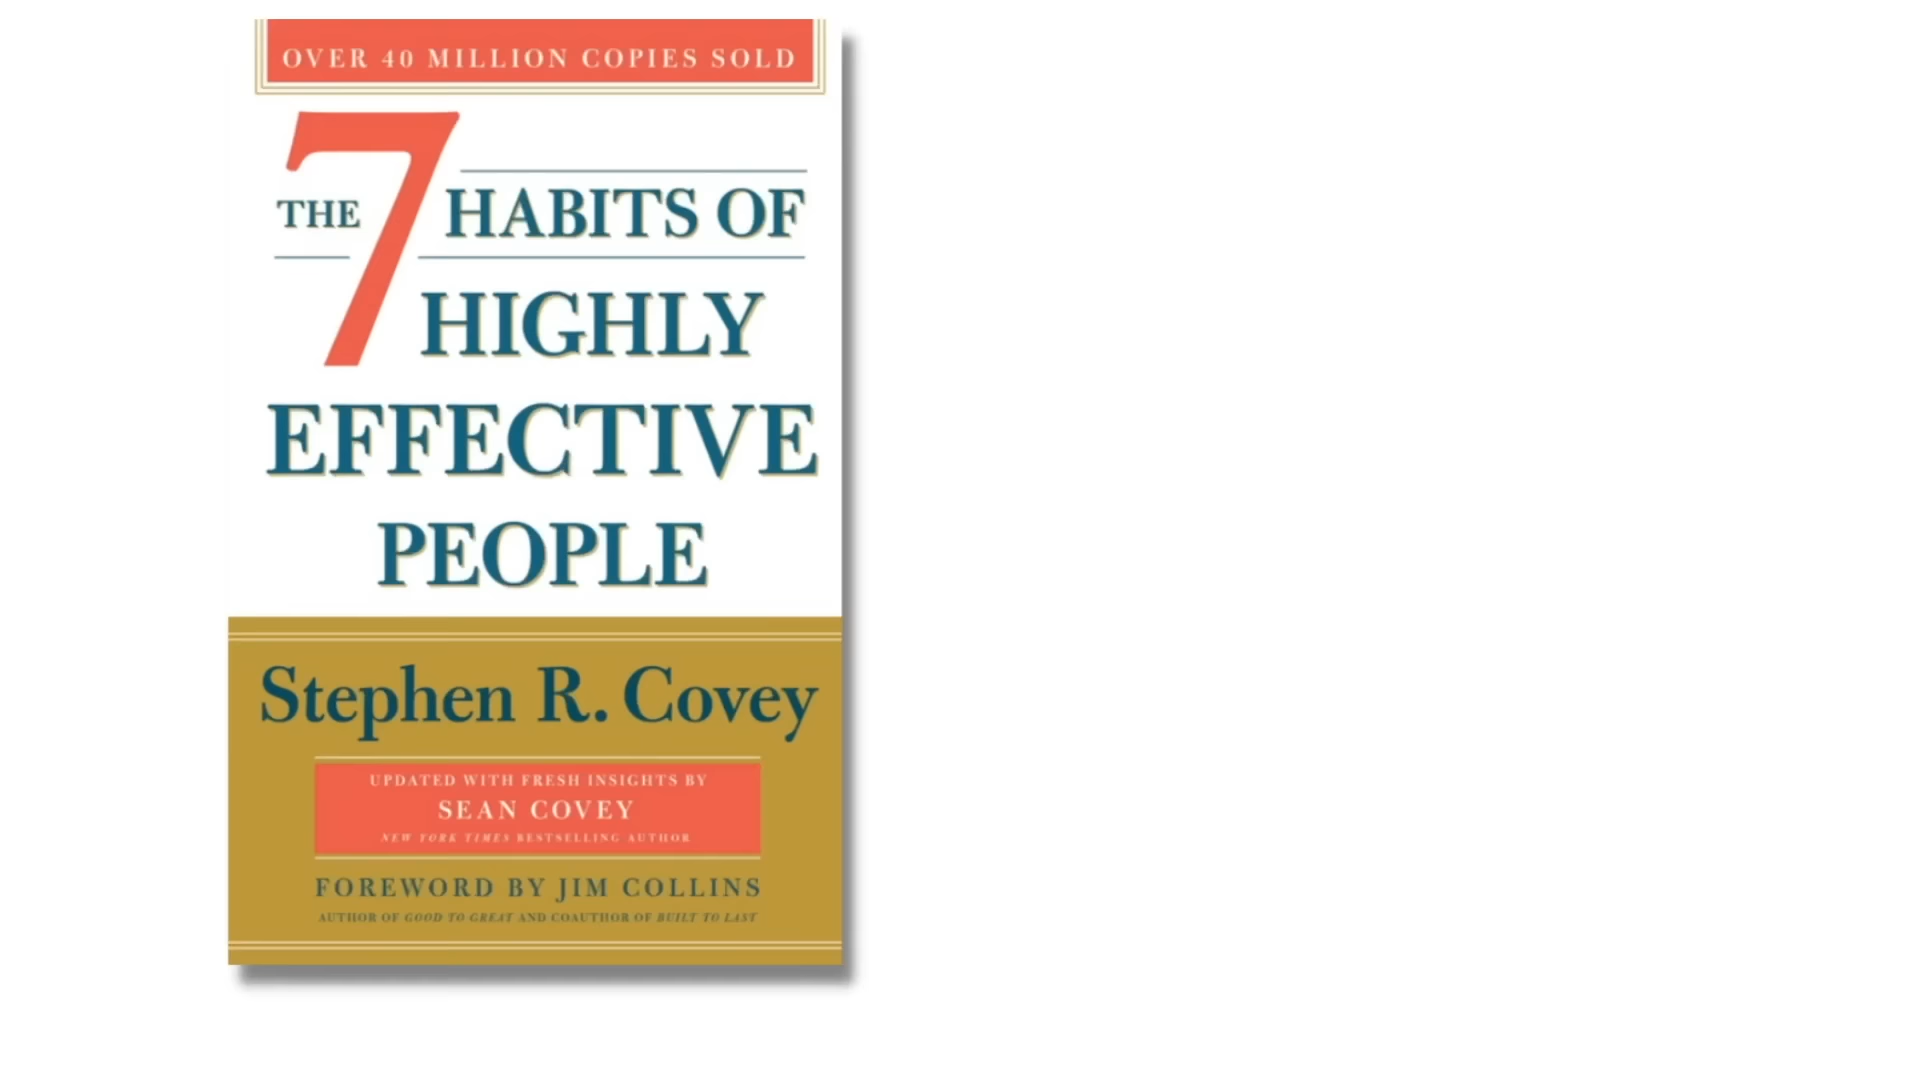 OVER 40 MILLION COPIES SOLD
THE 7 HABITS OF
HIGHLY
EFFECTIVE
PEOPLE
Stephen R. Covey
UPDATED WITH FRESH INSIGHTS BY
SEAN COVEY
NEW YORK TIMES BESTSELLING AUTHOR
FOREWORD BY JIM COLLINS
AUTHOR OF GOOD TO GREAT AND COAUTHOR OF BUILT TO LAST